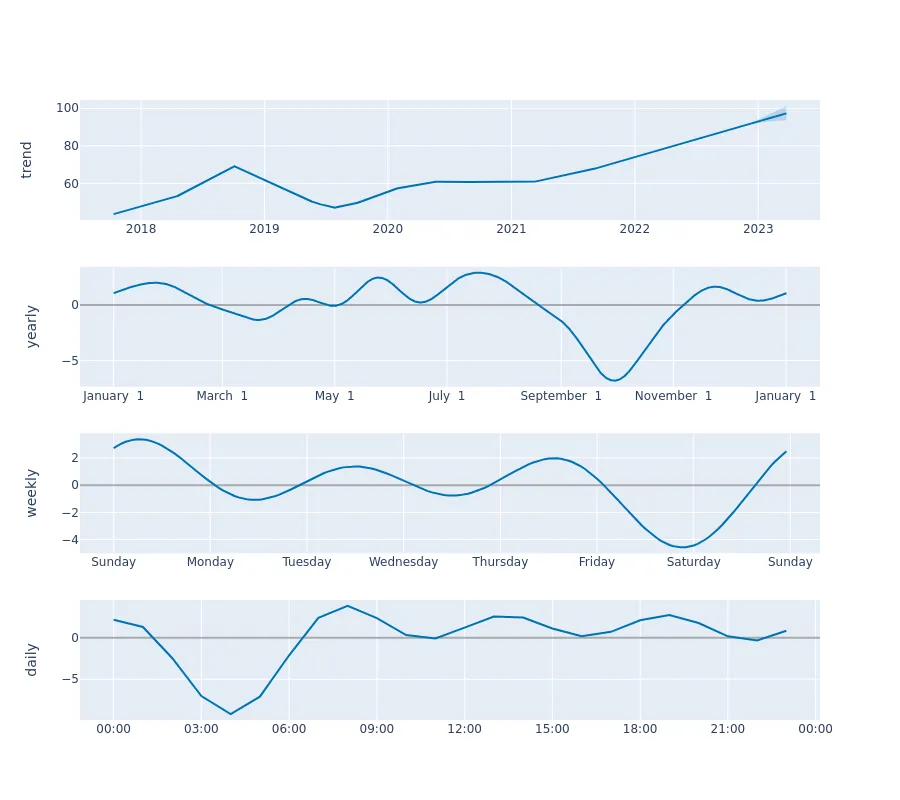 trend
100
80
60
2018 2019 2020 2021 2022 2023
yearly
0
−5
January 1 March 1 May 1 July 1 September 1 November 1 January 1
weekly
2
0
−2
−4
Sunday Monday Tuesday Wednesday Thursday Friday Saturday Sunday
daily
0
−5
00:00 03:00 06:00 09:00 12:00 15:00 18:00 21:00 00:00